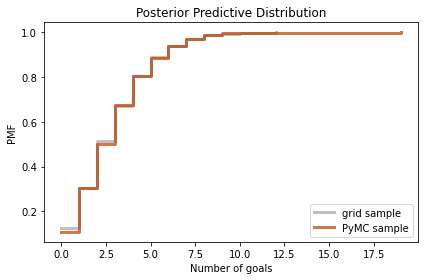 Posterior Predictive Distribution
1.0
0.8
0.6
0.4
0.2
PMF
grid sample
PyMC sample
0.0 2.5 5.0 7.5 10.0 12.5 15.0 17.5
Number of goals